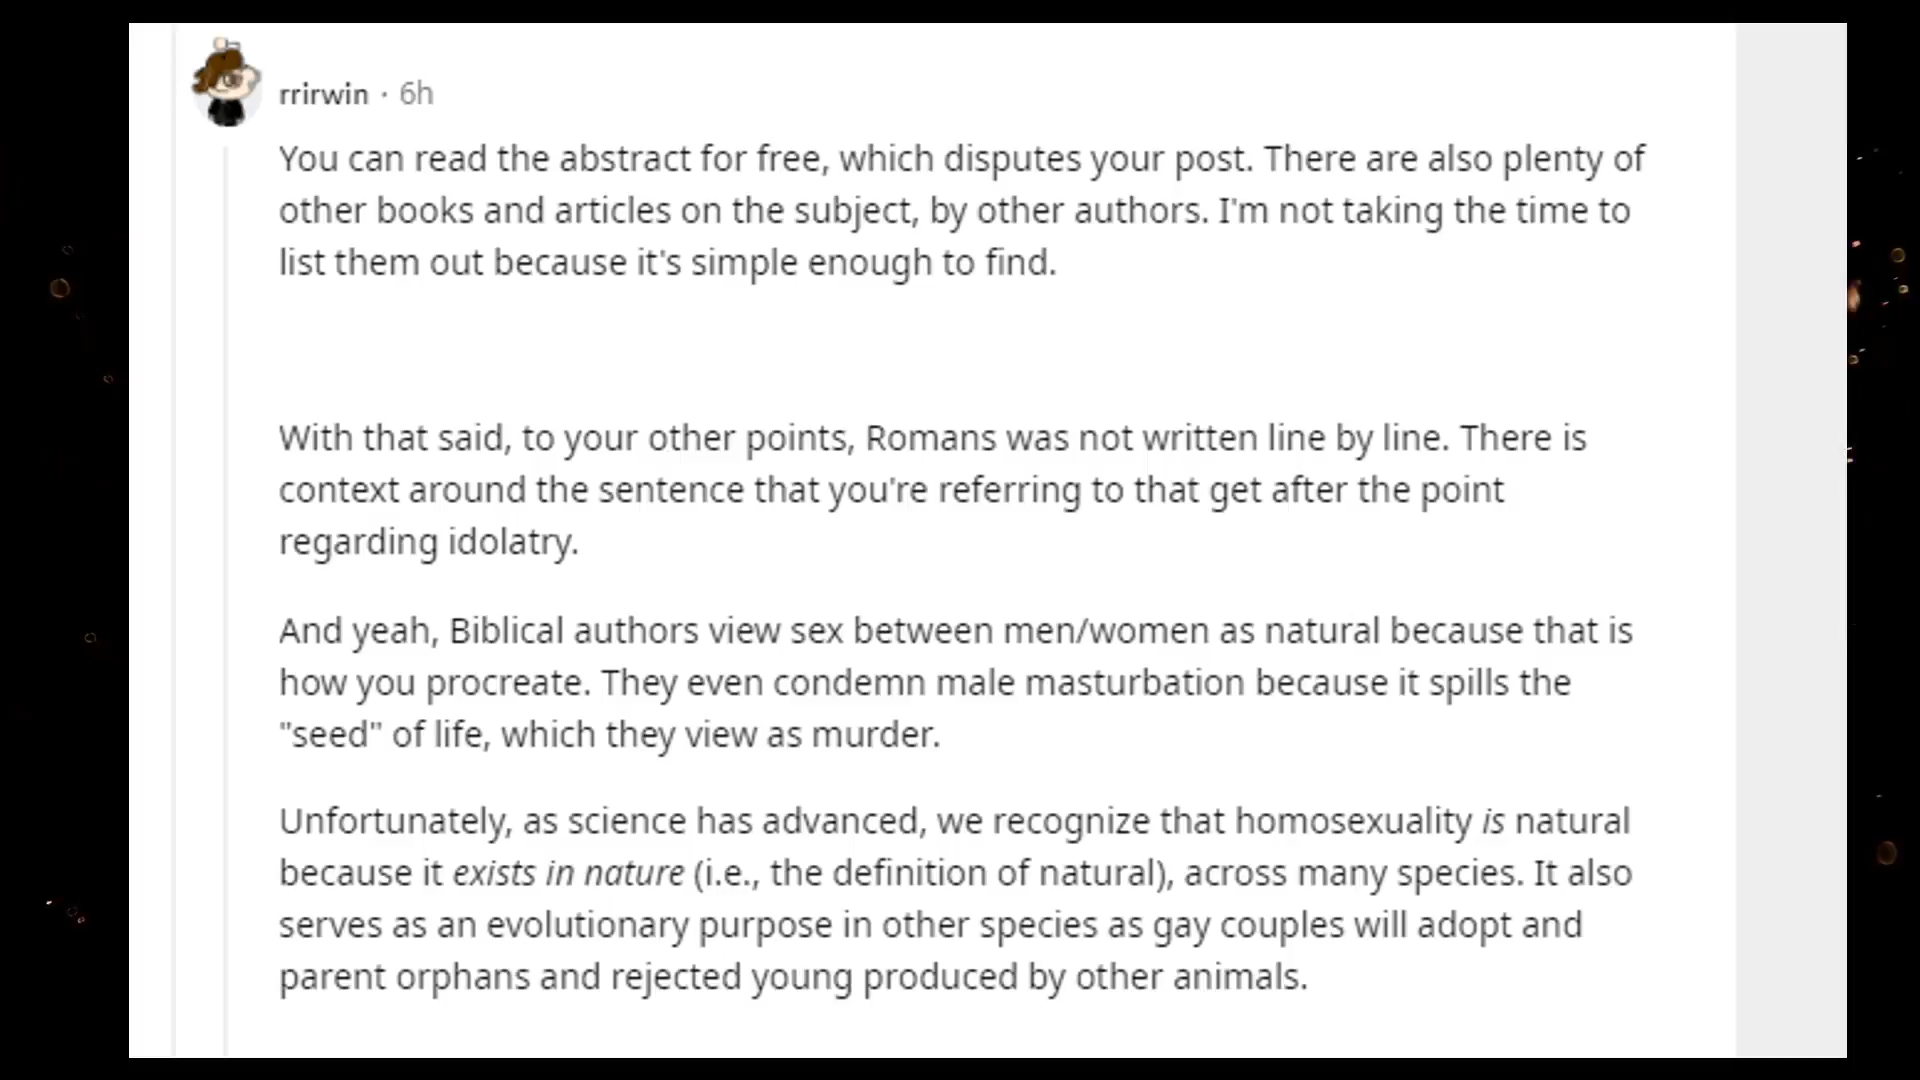 rrirwin · 6h
You can read the abstract for free, which disputes your post. There are also plenty of
other books and articles on the subject, by other authors. I'm not taking the time to
list them out because it's simple enough to find.
With that said, to your other points, Romans was not written line by line. There is
context around the sentence that you're referring to that get after the point
regarding idolatry.
And yeah, Biblical authors view sex between men/women as natural because that is
how you procreate. They even condemn male masturbation because it spills the
"seed" of life, which they view as murder.
Unfortunately, as science has advanced, we recognize that homosexuality is natural
because it exists in nature (i.e., the definition of natural), across many species. It also
serves as an evolutionary purpose in other species as gay couples will adopt and
parent orphans and rejected young produced by other animals.